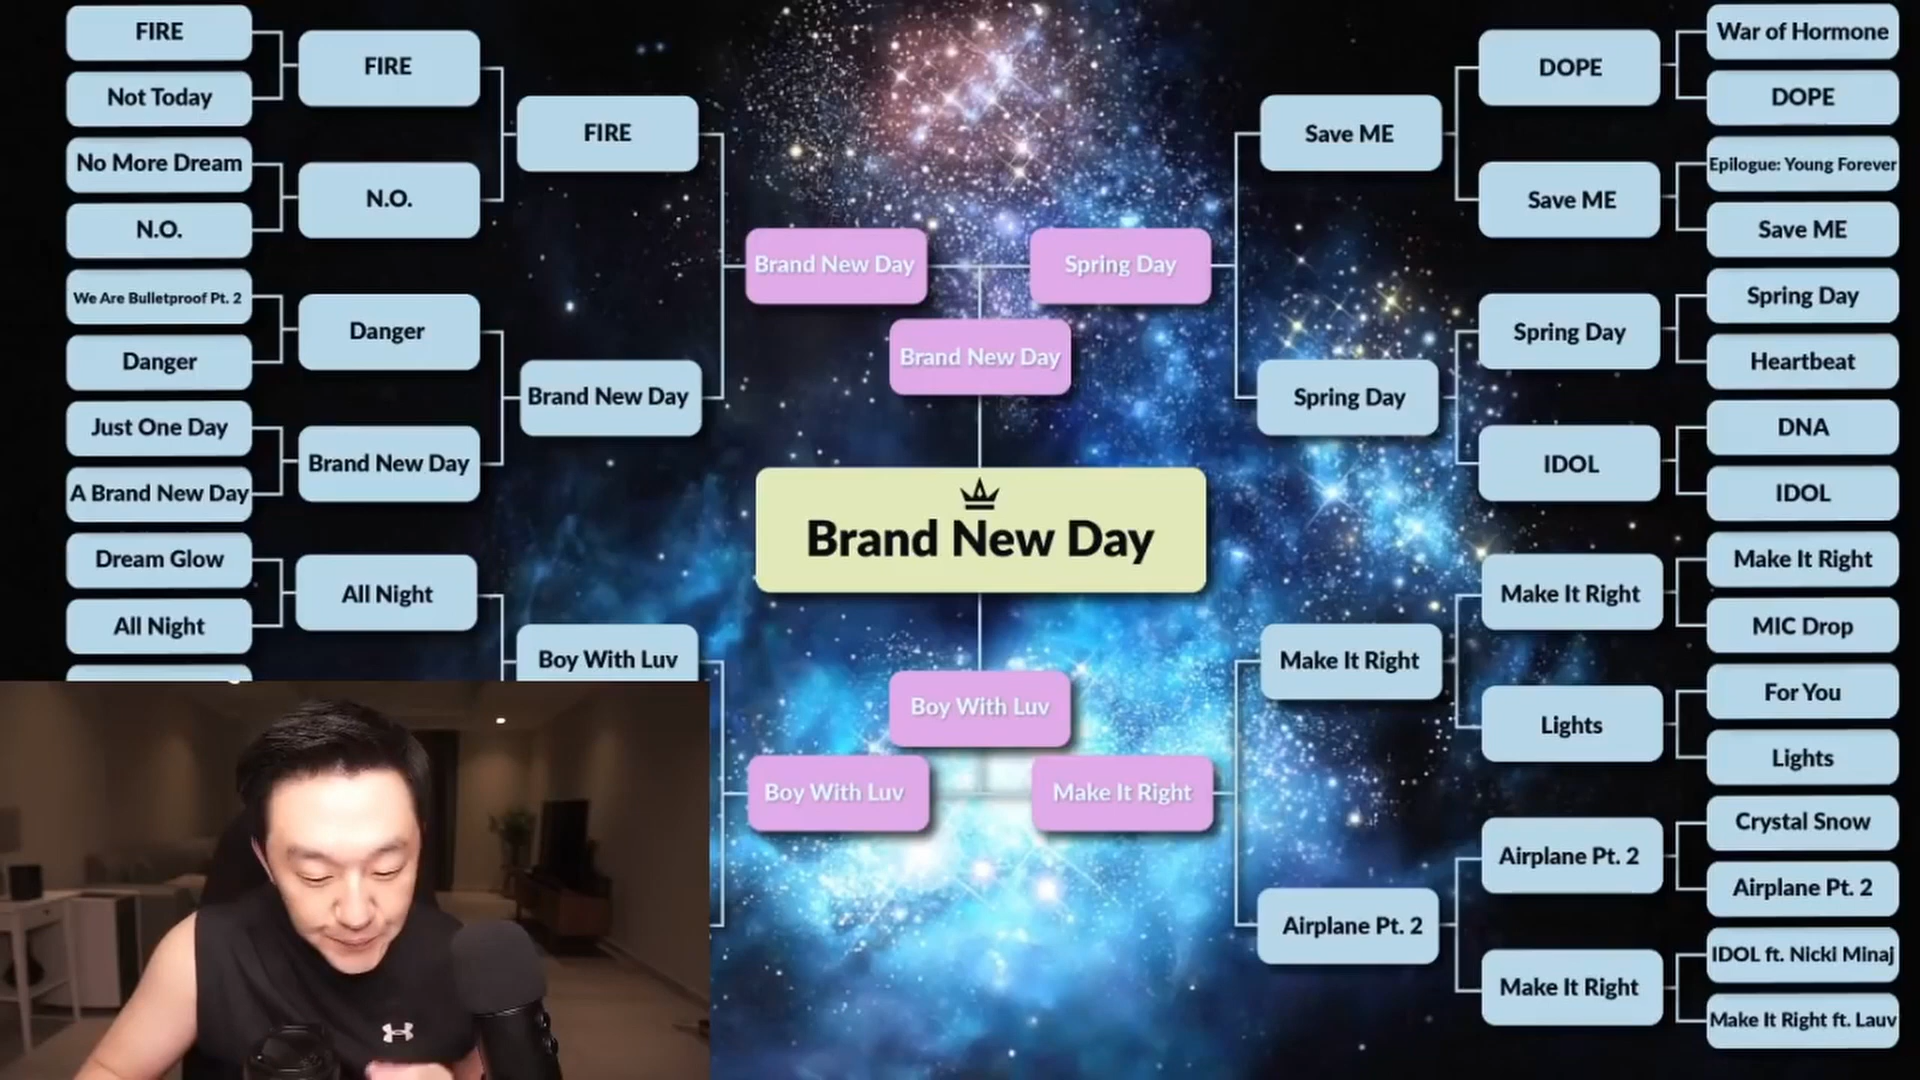 FIRE
Not Today
No More Dream
N.O.
We Are Bulletproof Pt. 2
Danger
Just One Day
A Brand New Day
Dream Glow
All Night
FIRE
N.O.
Danger
Brand New Day
All Night
FIRE
Brand New Day
Boy With Luv
Brand New Day
Spring Day
Brand New Day
Brand New Day
Boy With Luv
Boy With Luv
Make It Right
Save ME
Spring Day
Make It Right
Airplane Pt. 2
DOPE
Save ME
Spring Day
IDOL
Make It Right
Lights
Airplane Pt. 2
Make It Right
War of Hormone
DOPE
Epilogue: Young Forever
Save ME
Spring Day
Heartbeat
DNA
IDOL
Make It Right
MIC Drop
For You
Lights
Crystal Snow
Airplane Pt. 2
IDOL ft. Nicki Minaj
Make It Right ft. Lauv